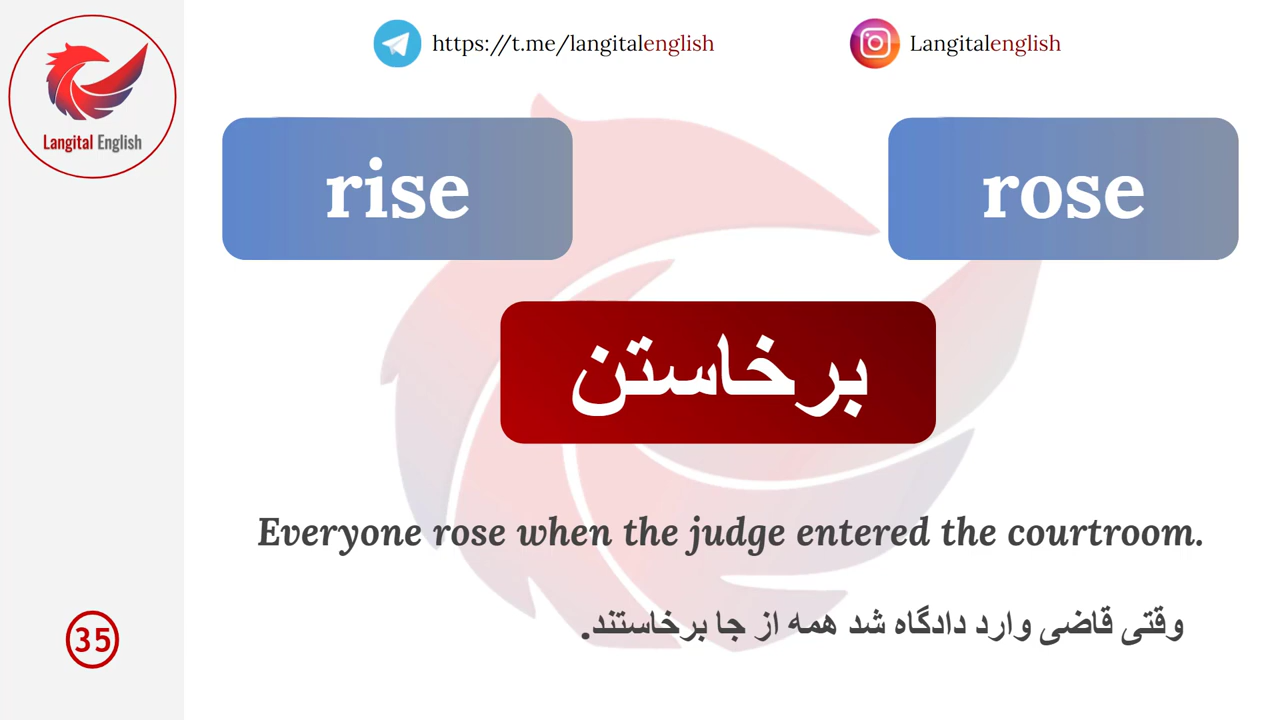 https://t.me/langitalenglish
Langitalenglish
Langital English
rise
rose
برخاستن
Everyone rose when the judge entered the courtroom.
وقتی قاضی وارد دادگاه شد همه از جا برخاستند.
35